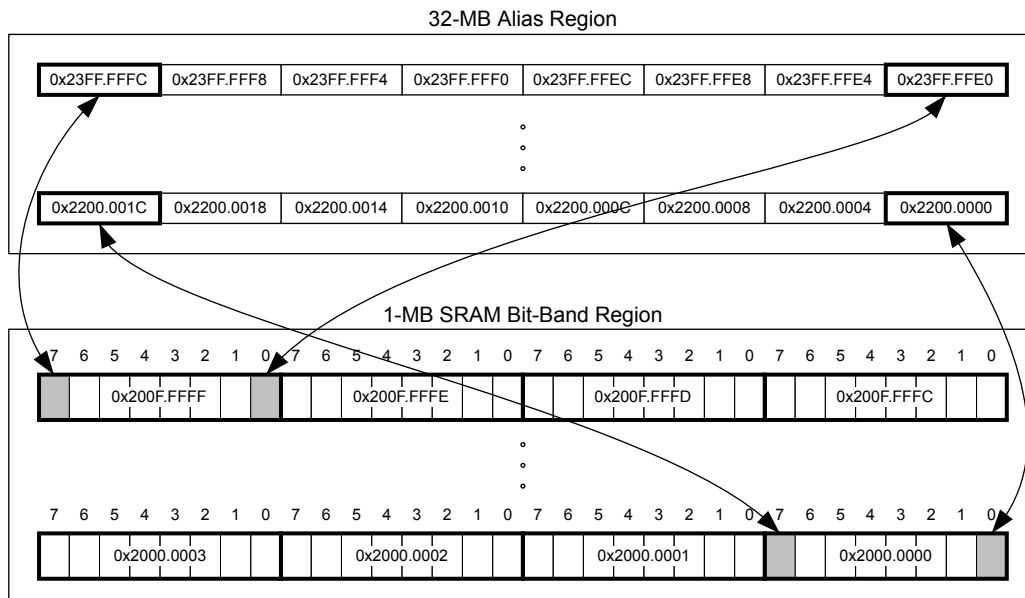 32-MB Alias Region
0x23FF.FFFC 0x23FF.FFF8 0x23FF.FFF4 0x23FF.FFF0 0x23FF.FFEC 0x23FF.FFE8 0x23FF.FFE4 0x23FF.FFE0
0x2200.001C 0x2200.0018 0x2200.0014 0x2200.0010 0x2200.000C 0x2200.0008 0x2200.0004 0x2200.0000
1-MB SRAM Bit-Band Region
7 6 5 4 3 2 1 0 7 6 5 4 3 2 1 0 7 6 5 4 3 2 1 0 7 6 5 4 3 2 1 0
0x200F.FFFF 0x200F.FFFE 0x200F.FFFD 0x200F.FFFC
7 6 5 4 3 2 1 0 7 6 5 4 3 2 1 0 7 6 5 4 3 2 1 0 7 6 5 4 3 2 1 0
0x2000.0003 0x2000.0002 0x2000.0001 0x2000.0000